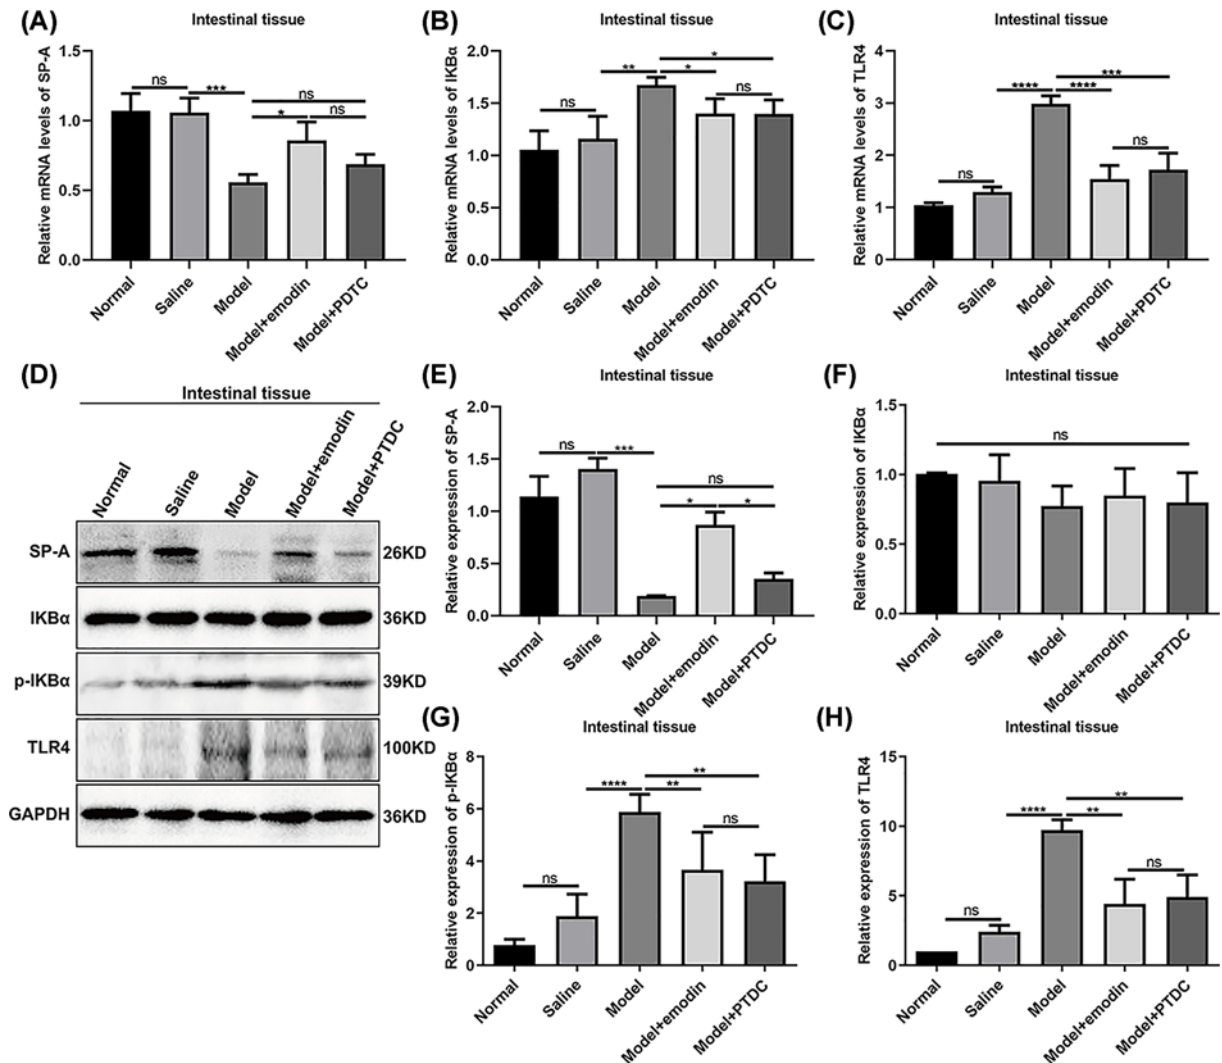 (A)
Intestinal tissue
Relative mRNA levels of SP-A
1.5
1.0
0.5
0.0
ns
***
ns
*
ns
Normal
Saline
Model
Model+emodin
Model+PDTC
(B)
Intestinal tissue
Relative mRNA levels of IKBα
2.0
1.5
1.0
0.5
0.0
ns
**
*
*
ns
Normal
Saline
Model
Model+emodin
Model+PDTC
(C)
Intestinal tissue
Relative mRNA levels of TLR4
4
3
2
1
0
ns
****
***
****
ns
Normal
Saline
Model
Model+emodin
Model+PDTC
(D)
Intestinal tissue
Normal
Saline
Model
Model+emodin
Model+PTDC
SP-A 26KD
IKBα 36KD
p-IKBα 39KD
TLR4 100KD
GAPDH 36KD
(E)
Intestinal tissue
Relative expression of SP-A
2.0
1.5
1.0
0.5
0.0
ns
***
ns
*
*
Normal
Saline
Model
Model+emodin
Model+PTDC
(F)
Intestinal tissue
Relative expression of IKBα
1.5
1.0
0.5
0.0
ns
Normal
Saline
Model
Model+emodin
Model+PTDC
(G)
Intestinal tissue
Relative expression of p-IKBα
8
6
4
2
0
ns
****
**
**
ns
Normal
Saline
Model
Model+emodin
Model+PTDC
(H)
Intestinal tissue
Relative expression of TLR4
15
10
5
0
ns
****
**
**
ns
Normal
Saline
Model
Model+emodin
Model+PTDC